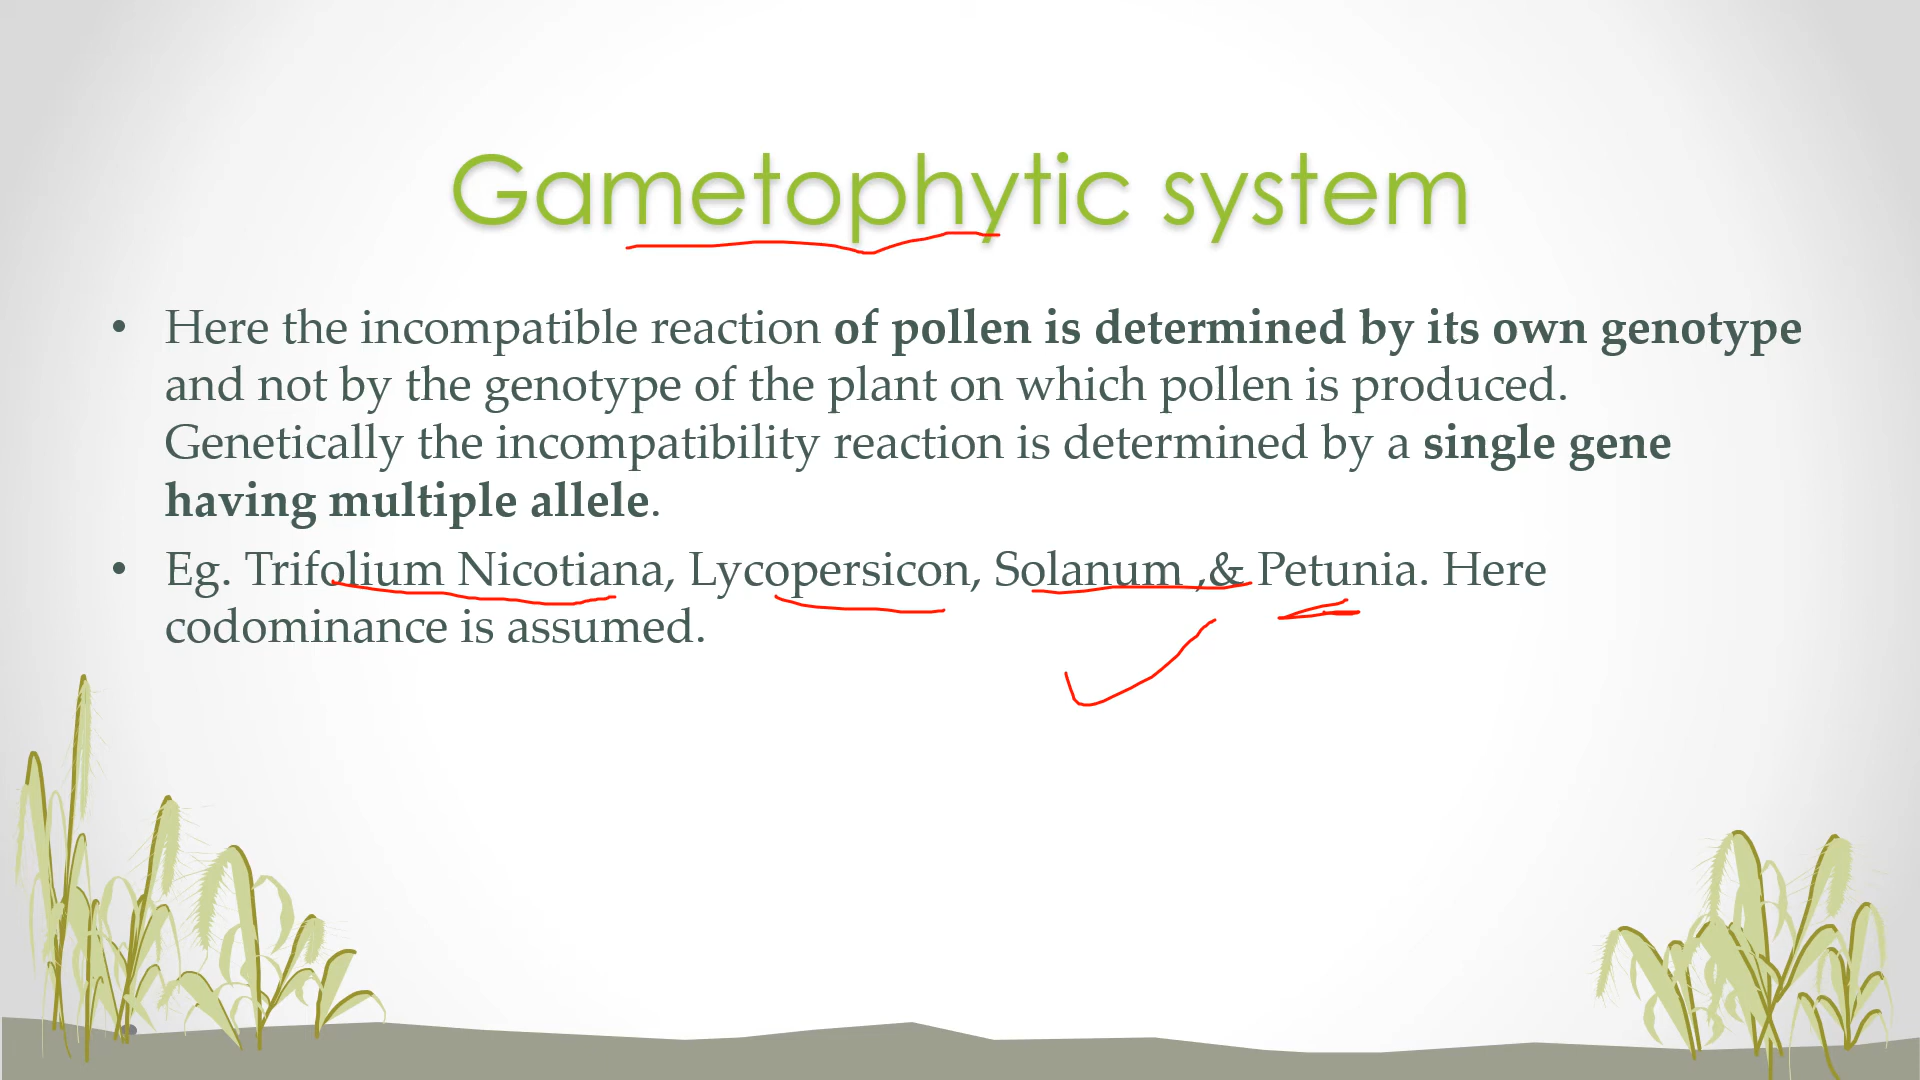 Gametophytic system
• Here the incompatible reaction of pollen is determined by its own genotype
and not by the genotype of the plant on which pollen is produced.
Genetically the incompatibility reaction is determined by a single gene
having multiple allele.
• Eg. Trifolium Nicotiana, Lycopersicon, Solanum ,& Petunia. Here
codominance is assumed.